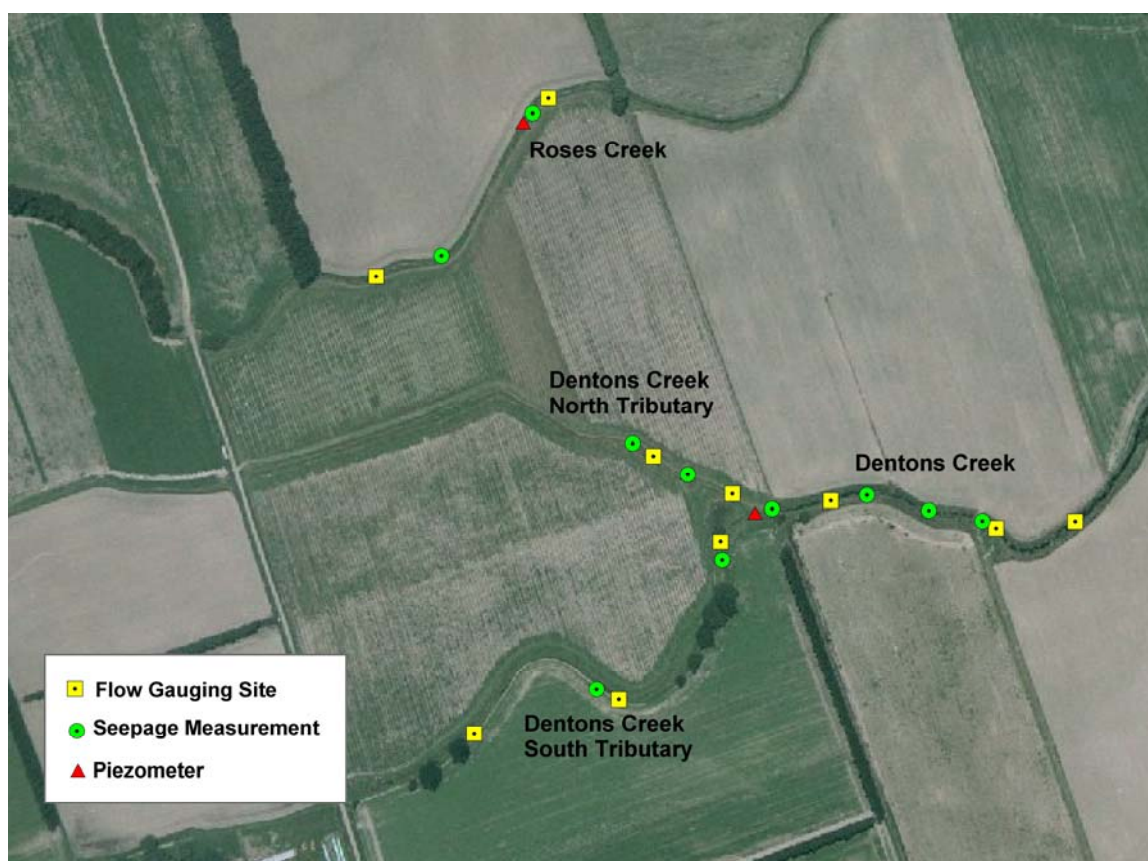 Roses Creek
Dentons Creek
North Tributary
Dentons Creek
Dentons Creek
South Tributary
Flow Gauging Site
Seepage Measurement
Piezometer